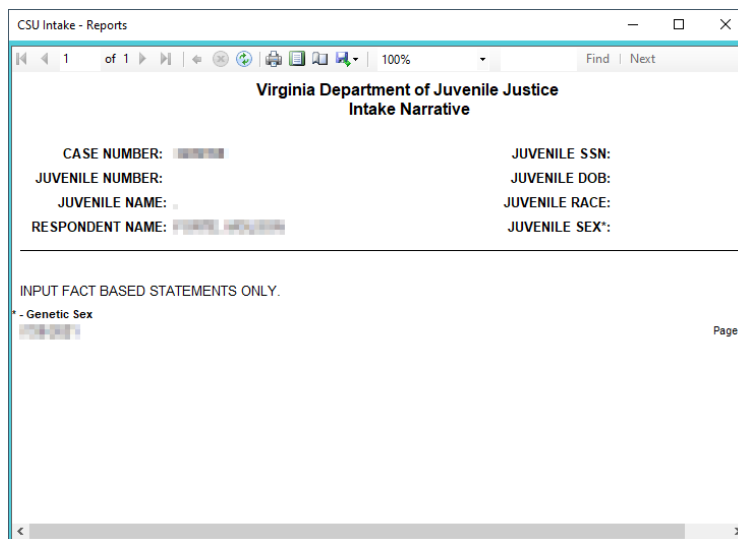 CSU Intake - Reports
1 of 1 100% Find | Next
Virginia Department of Juvenile Justice
Intake Narrative
CASE NUMBER: JUVENILE SSN:
JUVENILE NUMBER: JUVENILE DOB:
JUVENILE NAME: JUVENILE RACE:
RESPONDENT NAME: JUVENILE SEX*:
INPUT FACT BASED STATEMENTS ONLY.
* - Genetic Sex
Page